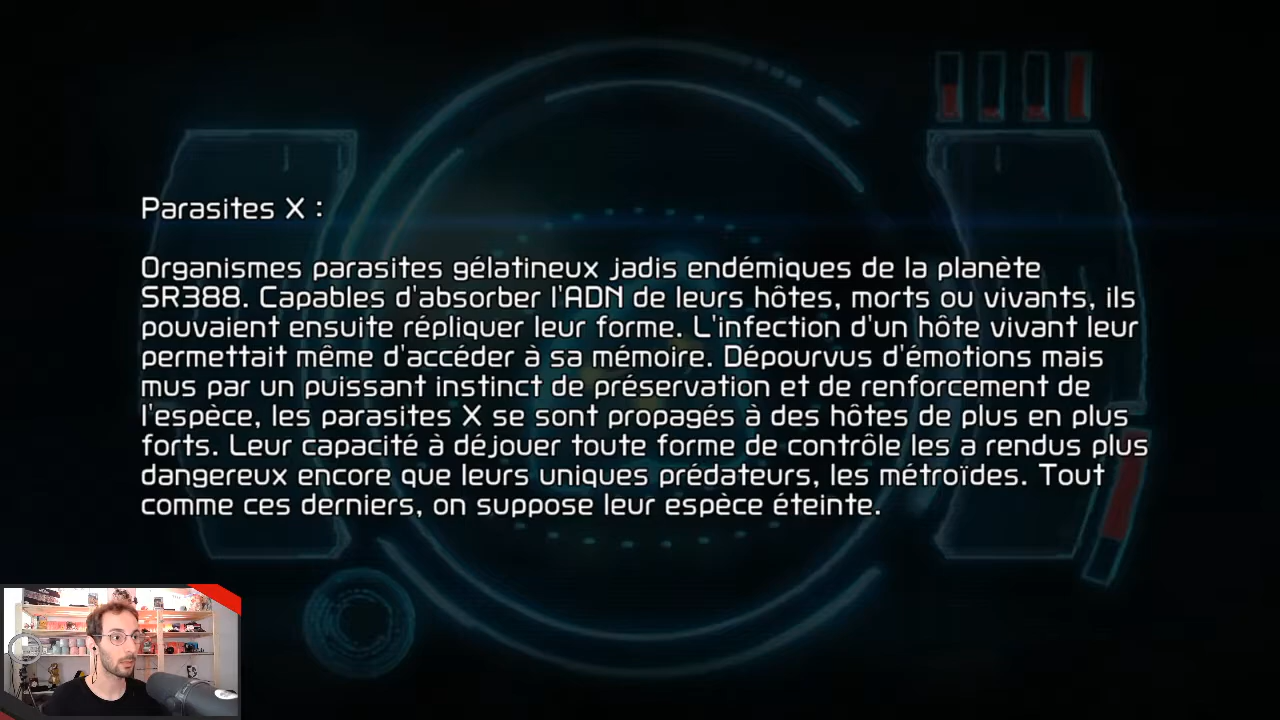 Parasites X :
Organismes parasites gélatineux jadis endémiques de la planète
SR388. Capables d'absorber l'ADN de leurs hôtes, morts ou vivants, ils
pouvaient ensuite répliquer leur forme. L'infection d'un hôte vivant leur
permettait même d'accéder à sa mémoire. Dépourvus d'émotions mais
mus par un puissant instinct de préservation et de renforcement de
l'espèce, les parasites X se sont propagés à des hôtes de plus en plus
forts. Leur capacité à déjouer toute forme de contrôle les a rendus plus
dangereux encore que leurs uniques prédateurs, les métroïdes. Tout
comme ces derniers, on suppose leur espèce éteinte.